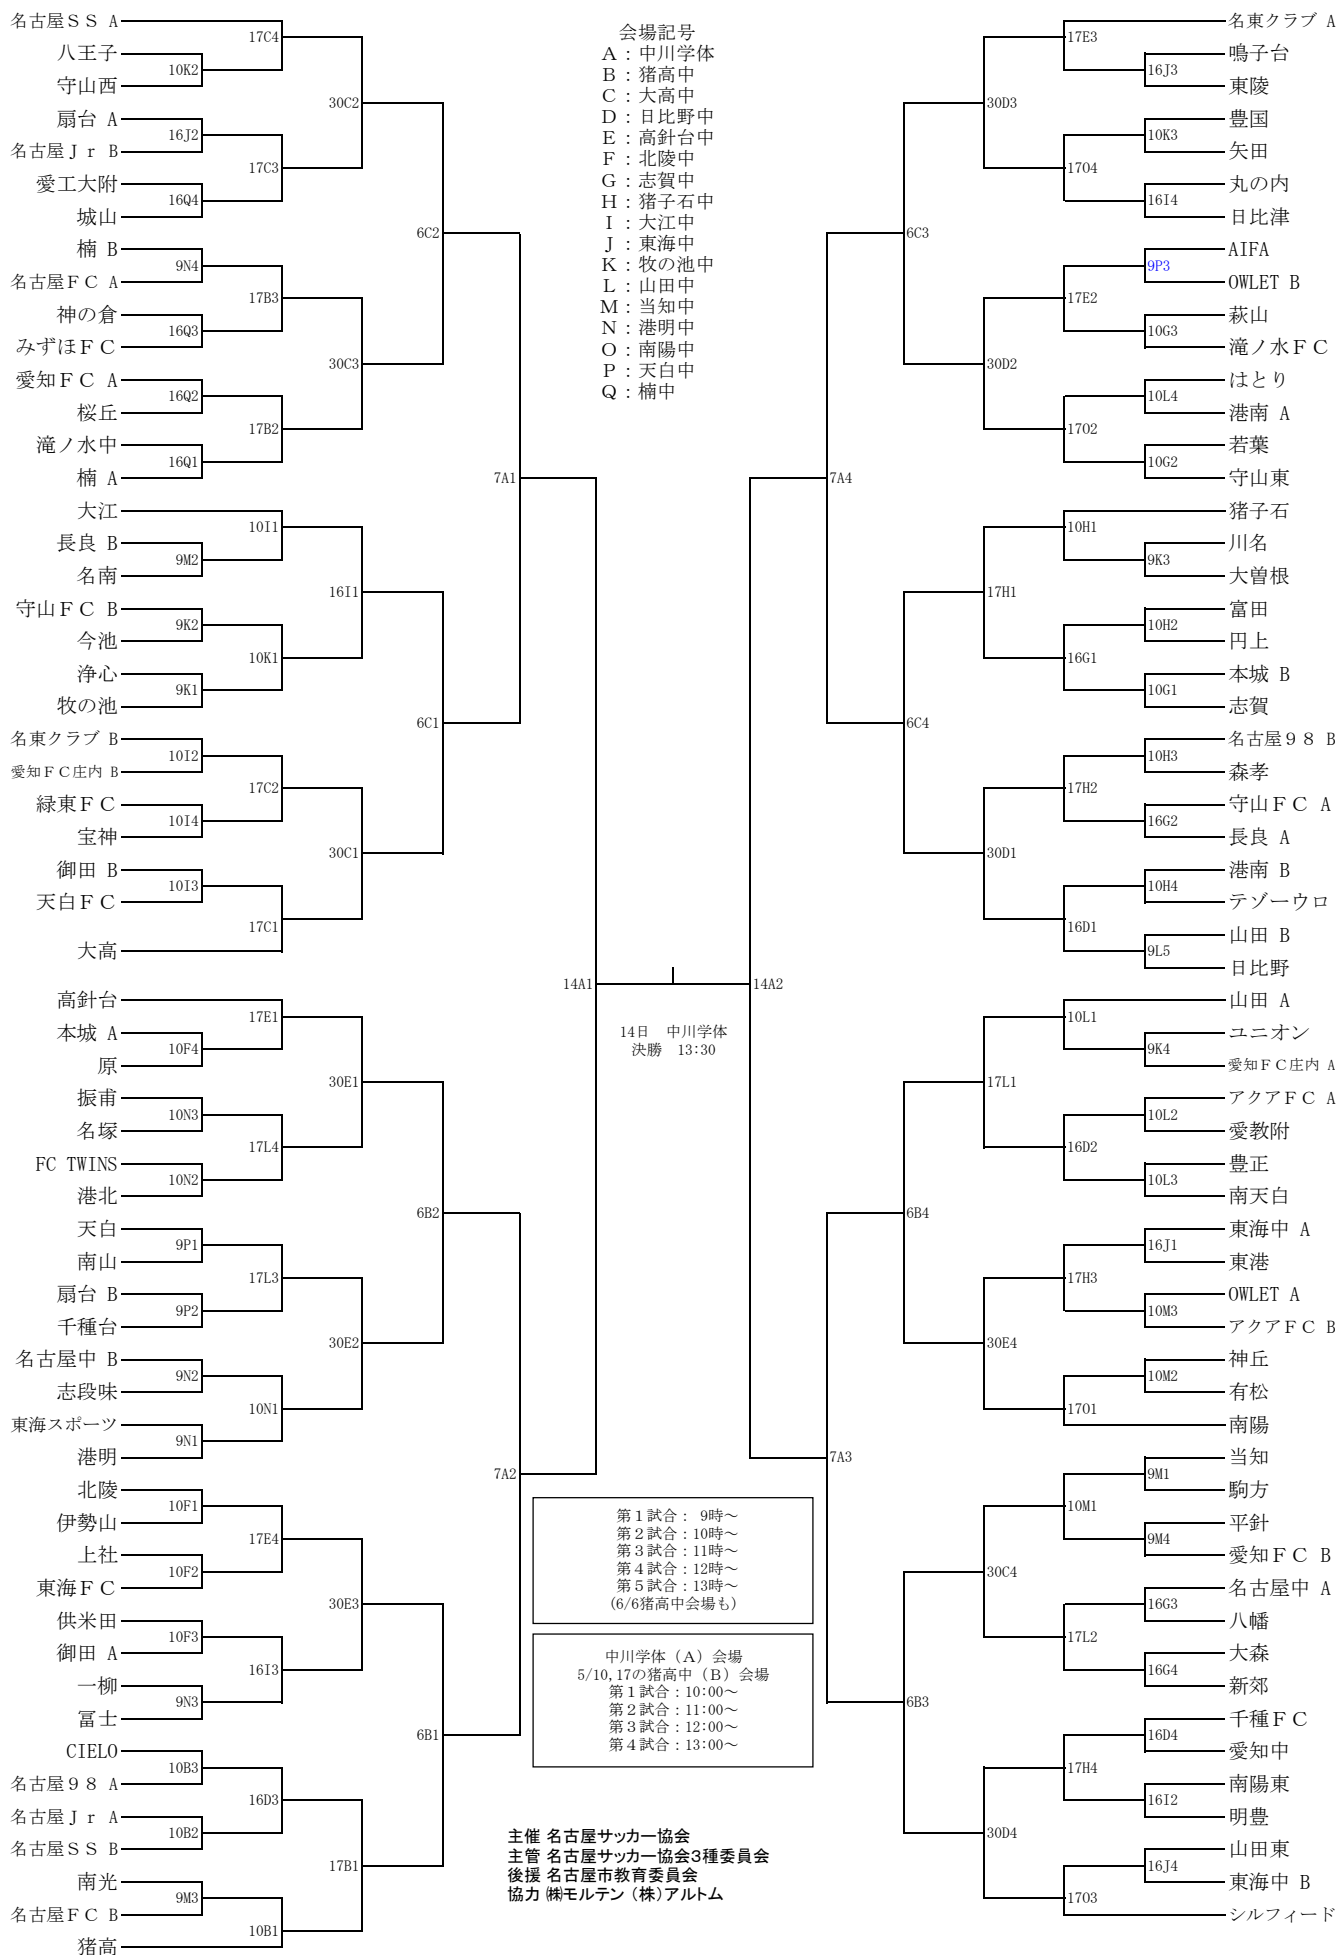 名古屋ＳＳ A
八王子
守山西
扇台 A
名古屋Ｊｒ B
愛工大附
城山
楠 B
名古屋ＦＣ A
神の倉
みずほＦＣ
愛知ＦＣ A
桜丘
滝ノ水中
楠 A
大江
長良 B
名南
守山ＦＣ B
今池
浄心
牧の池
名東クラブ B
愛知ＦＣ庄内 B
緑東ＦＣ
宝神
御田 B
天白ＦＣ
大高
高針台
本城 A
原
振甫
名塚
FC TWINS
港北
天白
南山
扇台 B
千種台
名古屋中 B
志段味
東海スポーツ
港明
北陵
伊勢山
上社
東海ＦＣ
供米田
御田 A
一柳
冨士
CIELO
名古屋９８ A
名古屋Ｊｒ A
名古屋ＳＳ B
南光
名古屋ＦＣ B
猪高
10K2
16J2
16Q4
9N4
16Q3
16Q2
16Q1
9M2
9K2
9K1
10I2
10I4
10I3
10F4
10N3
10N2
9P1
9P2
9N2
9N1
10F1
10F2
10F3
9N3
10B3
10B2
9M3
17C4
17C3
17B3
17B2
10I1
10K1
17C2
17C1
17E1
17L4
17L3
10N1
17E4
16I3
16D3
10B1
30C2
30C3
16I1
30C1
30E1
30E2
30E3
17B1
6C2
6C1
6B2
6B1
7A1
7A2
14A1
会場記号
A：中川学体
B：猪高中
C：大高中
D：日比野中
E：高針台中
F：北陵中
G：志賀中
H：猪子石中
I：大江中
J：東海中
K：牧の池中
L：山田中
M：当知中
N：港明中
O：南陽中
P：天白中
Q：楠中
14日　中川学体
決勝　13:30
第１試合： 9時～
第２試合：10時～
第３試合：11時～
第４試合：12時～
第５試合：13時～
(6/6猪高中会場も)
中川学体（A）会場
5/10,17の猪高中（B）会場
第１試合：10:00～
第２試合：11:00～
第３試合：12:00～
第４試合：13:00～
主催 名古屋サッカー協会
主管 名古屋サッカー協会3種委員会
後援 名古屋市教育委員会
協力 ㈱モルテン （株）アルトム
14A2
7A4
7A3
6C3
6C4
6B4
6B3
30D3
30D2
17H1
30D1
17L1
30E4
30C4
30D4
17E3
17O4
17E2
17O2
10H1
16G1
17H2
16D1
10L1
16D2
17H3
17O1
10M1
17L2
17H4
17O3
16J3
10K3
16I4
9P3
10G3
10L4
10G2
9K3
10H2
10G1
10H3
16G2
10H4
9L5
9K4
10L2
10L3
16J1
10M3
10M2
9M1
9M4
16G3
16G4
16D4
16I2
16J4
名東クラブ A
鳴子台
東陵
豊国
矢田
丸の内
日比津
AIFA
OWLET B
萩山
滝ノ水ＦＣ
はとり
港南 A
若葉
守山東
猪子石
川名
大曽根
富田
円上
本城 B
志賀
名古屋９８ B
森孝
守山ＦＣ A
長良 A
港南 B
テゾーウロ
山田 B
日比野
山田 A
ユニオン
愛知ＦＣ庄内 A
アクアＦＣ A
愛教附
豊正
南天白
東海中 A
東港
OWLET A
アクアＦＣ B
神丘
有松
南陽
当知
駒方
平針
愛知ＦＣ B
名古屋中 A
八幡
大森
新郊
千種ＦＣ
愛知中
南陽東
明豊
山田東
東海中 B
シルフィード